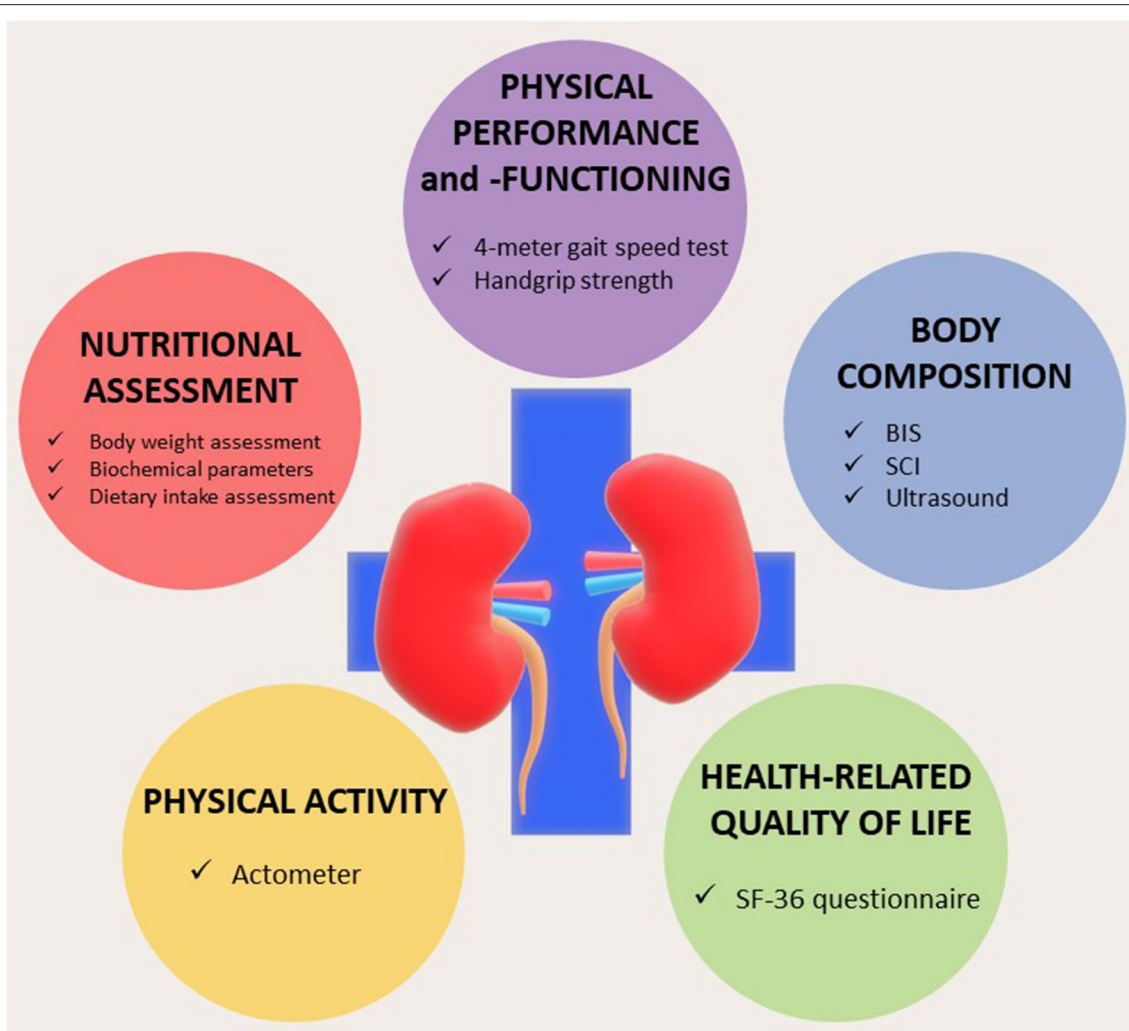 PHYSICAL
PERFORMANCE
and -FUNCTIONING
✓ 4-meter gait speed test
✓ Handgrip strength
NUTRITIONAL
ASSESSMENT
✓ Body weight assessment
✓ Biochemical parameters
✓ Dietary intake assessment
BODY
COMPOSITION
✓ BIS
✓ SCI
✓ Ultrasound
PHYSICAL ACTIVITY
✓ Actometer
HEALTH-RELATED
QUALITY OF LIFE
✓ SF-36 questionnaire